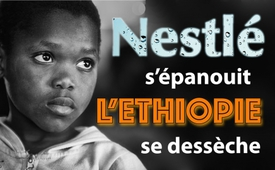 Nestlé
s'épanouit
L'ETHIOPIE
se dessèche